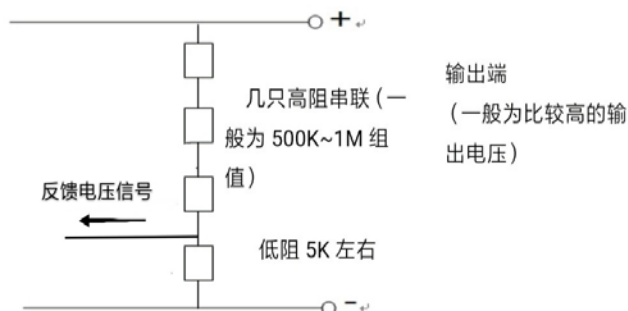 +
几只高阻串联（一
般为 500K~1M 组
值）
输出端
（一般为比较高的输
出电压）
反馈电压信号
低阻 5K 左右
-